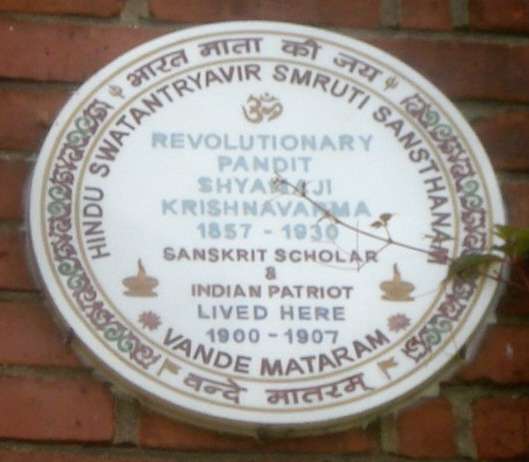 भारत माता की जय
HINDU SWATANTRYAVIR SMRUTI SANSTHANAM
ॐ
REVOLUTIONARY
PANDIT
SHYAMAJI
KRISHNAVARMA
1857 - 1930
SANSKRIT SCHOLAR
&
INDIAN PATRIOT
LIVED HERE
1900 - 1907
VANDE MATARAM
वन्दे मातरम्